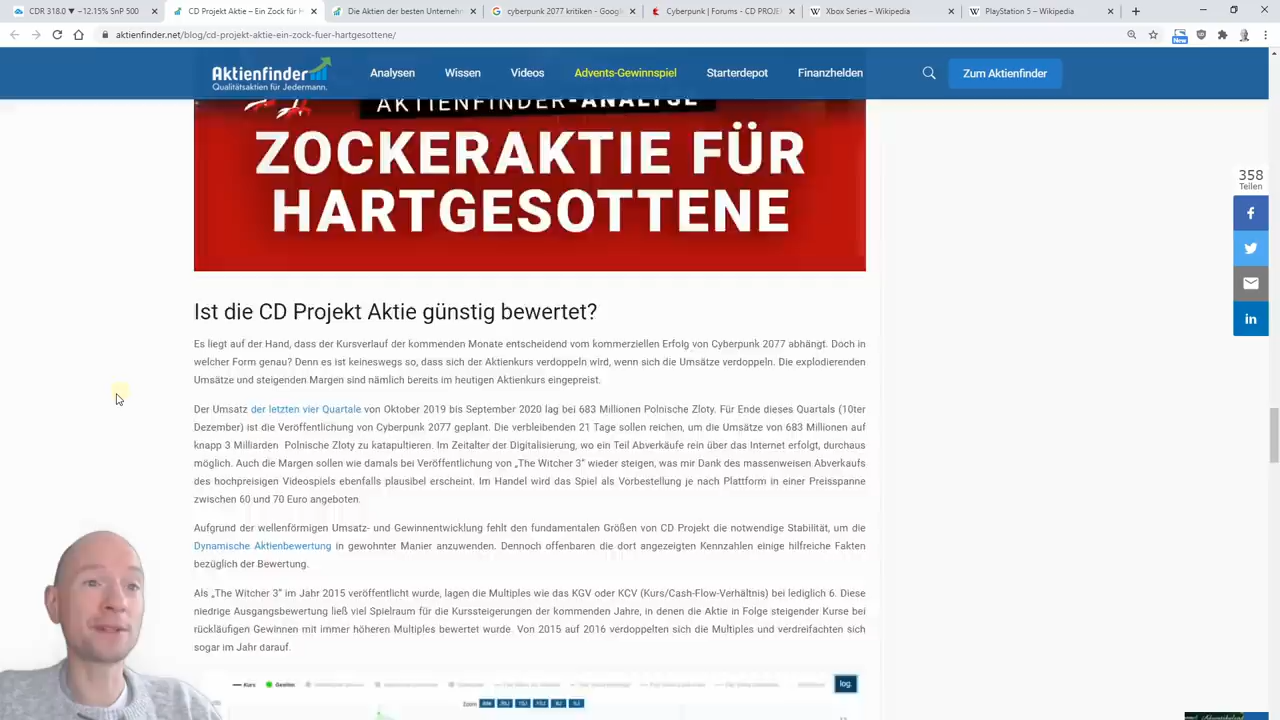 CDR 318.0 ▼ −12.15% SNP 500
CD Projekt Aktie - Ein Zock für H
Die Aktien der besten Unterneh
cyberpunk 2077 kritiken - Googl
Cyberpunk | Forums - CD PROJE
Xbox Series – Wikipedia
PlayStation 5 – Wikipedia
aktienfinder.net/blog/cd-projekt-aktie-ein-zock-fuer-hartgesottene/
New
Aktienfinder
Qualitätsaktien für Jedermann.
Analysen
Wissen
Videos
Advents-Gewinnspiel
Starterdepot
Finanzhelden
Zum Aktienfinder
AKTIENFINDER-ANALYSE
ZOCKERAKTIE FÜR
HARTGESOTTENE
358
Teilen
Ist die CD Projekt Aktie günstig bewertet?
Es liegt auf der Hand, dass der Kursverlauf der kommenden Monate entscheidend vom kommerziellen Erfolg von Cyberpunk 2077 abhängt. Doch in
welcher Form genau? Denn es ist keineswegs so, dass sich der Aktienkurs verdoppeln wird, wenn sich die Umsätze verdoppeln. Die explodierenden
Umsätze und steigenden Margen sind nämlich bereits im heutigen Aktienkurs eingepreist.
Der Umsatz der letzten vier Quartale von Oktober 2019 bis September 2020 lag bei 683 Millionen Polnische Zloty. Für Ende dieses Quartals (10ter
Dezember) ist die Veröffentlichung von Cyberpunk 2077 geplant. Die verbleibenden 21 Tage sollen reichen, um die Umsätze von 683 Millionen auf
knapp 3 Milliarden Polnische Zloty zu katapultieren. Im Zeitalter der Digitalisierung, wo ein Teil Abverkäufe rein über das Internet erfolgt, durchaus
möglich. Auch die Margen sollen wie damals bei Veröffentlichung von „The Witcher 3“ wieder steigen, was mir Dank des massenweisen Abverkaufs
des hochpreisigen Videospiels ebenfalls plausibel erscheint. Im Handel wird das Spiel als Vorbestellung je nach Plattform in einer Preisspanne
zwischen 60 und 70 Euro angeboten.
Aufgrund der wellenförmigen Umsatz- und Gewinnentwicklung fehlt den fundamentalen Größen von CD Projekt die notwendige Stabilität, um die
Dynamische Aktienbewertung in gewohnter Manier anzuwenden. Dennoch offenbaren die dort angezeigten Kennzahlen einige hilfreiche Fakten
bezüglich der Bewertung.
Als „The Witcher 3“ im Jahr 2015 veröffentlicht wurde, lagen die Multiples wie das KGV oder KCV (Kurs/Cash-Flow-Verhältnis) bei lediglich 6. Diese
niedrige Ausgangsbewertung ließ viel Spielraum für die Kurssteigerungen der kommenden Jahre, in denen die Aktie in Folge steigender Kurse bei
rückläufigen Gewinnen mit immer höheren Multiples bewertet wurde. Von 2015 auf 2016 verdoppelten sich die Multiples und verdreifachten sich
sogar im Jahr darauf.
Kurs
Gewinn
log.
Zoom